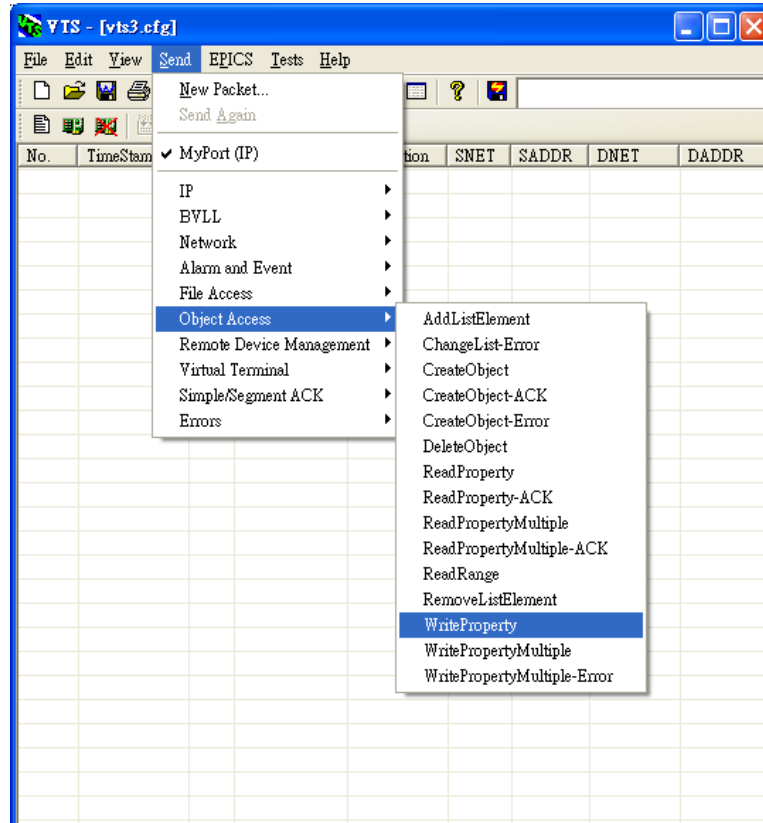 VTS - [vts3.cfg]
File Edit View Send EPICS Tests Help
New Packet...
Send Again
MyPort (IP)
No. TimeStam tion SNET SADDR DNET DADDR
IP
BVLL
Network
Alarm and Event
File Access
Object Access
Remote Device Management
Virtual Terminal
Simple/Segment ACK
Errors
AddListElement
ChangeList-Error
CreateObject
CreateObject-ACK
CreateObject-Error
DeleteObject
ReadProperty
ReadProperty-ACK
ReadPropertyMultiple
ReadPropertyMultiple-ACK
ReadRange
RemoveListElement
WriteProperty
WritePropertyMultiple
WritePropertyMultiple-Error